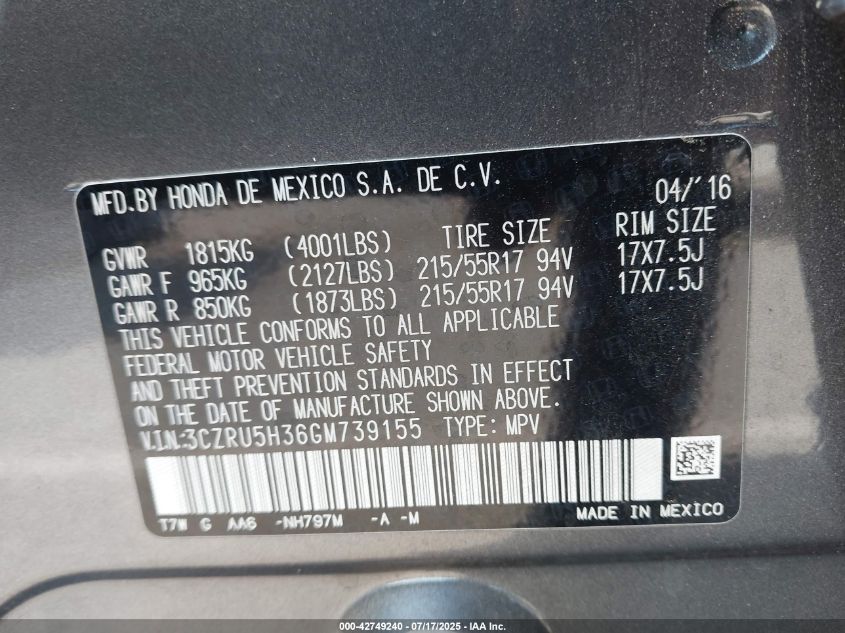 MFD. BY HONDA DE MEXICO S.A. DE C.V. 04/'16
TIRE SIZE RIM SIZE
GVWR 1815KG (4001LBS)
GAWR F 965KG (2127LBS) 215/55R17 94V 17X7.5J
GAWR R 850KG (1873LBS) 215/55R17 94V 17X7.5J
THIS VEHICLE CONFORMS TO ALL APPLICABLE
FEDERAL MOTOR VEHICLE SAFETY
AND THEFT PREVENTION STANDARDS IN EFFECT
ON THE DATE OF MANUFACTURE SHOWN ABOVE.
V.I.N.:3CZRU5H36GM739155 TYPE: MPV
T7W G AA6 -NH797M -A -M MADE IN MEXICO
000-42749240 - 07/17/2025 - IAA Inc.